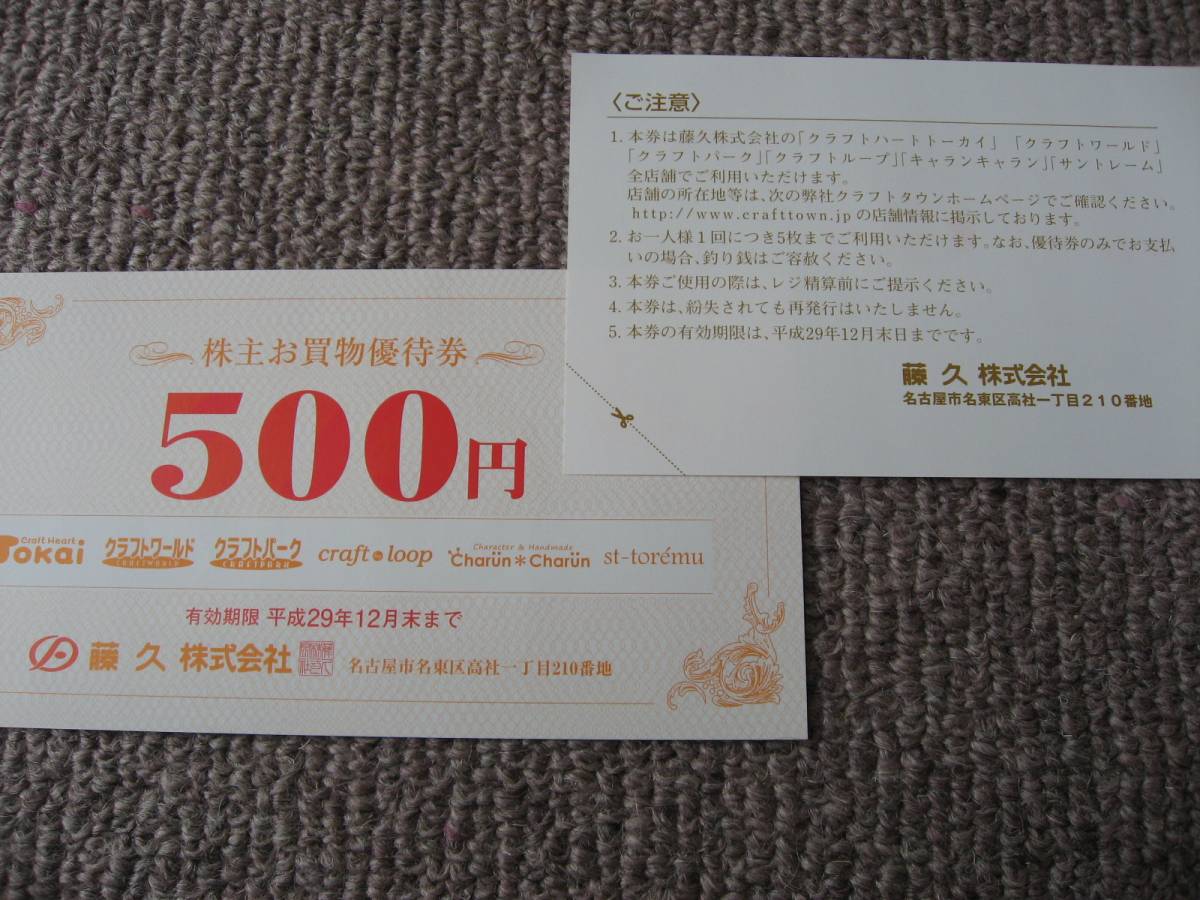 〈ご注意〉
1. 本券は藤久株式会社の「クラフトハートトーカイ」 「クラフトワールド」
「クラフトパーク」「クラフトループ」「キャランキャラン」「サントレーム」
全店舗でご利用いただけます。
店舗の所在地等は、次の弊社クラフトタウンホームページでご確認ください。
http://www.crafttown.jp の店舗情報に掲示しております。
2. お一人様1回につき5枚までご利用いただけます。なお、優待券のみでお支払
いの場合、釣り銭はご容赦ください。
3. 本券ご使用の際は、レジ精算前にご提示ください。
4. 本券は、紛失されても再発行はいたしません。
5. 本券の有効期限は、平成29年12月末日までです。
藤久株式会社
名古屋市名東区高社一丁目210番地
株主お買物優待券
500円
Craft Heart
Tokai
クラフトワールド
CRAFTWORLD
クラフトパーク
CRAFTPARK
craft loop
Character & Handmade
Charün*Charün
st-torému
有効期限 平成29年12月末まで
藤久株式会社
名古屋市名東区高社一丁目210番地